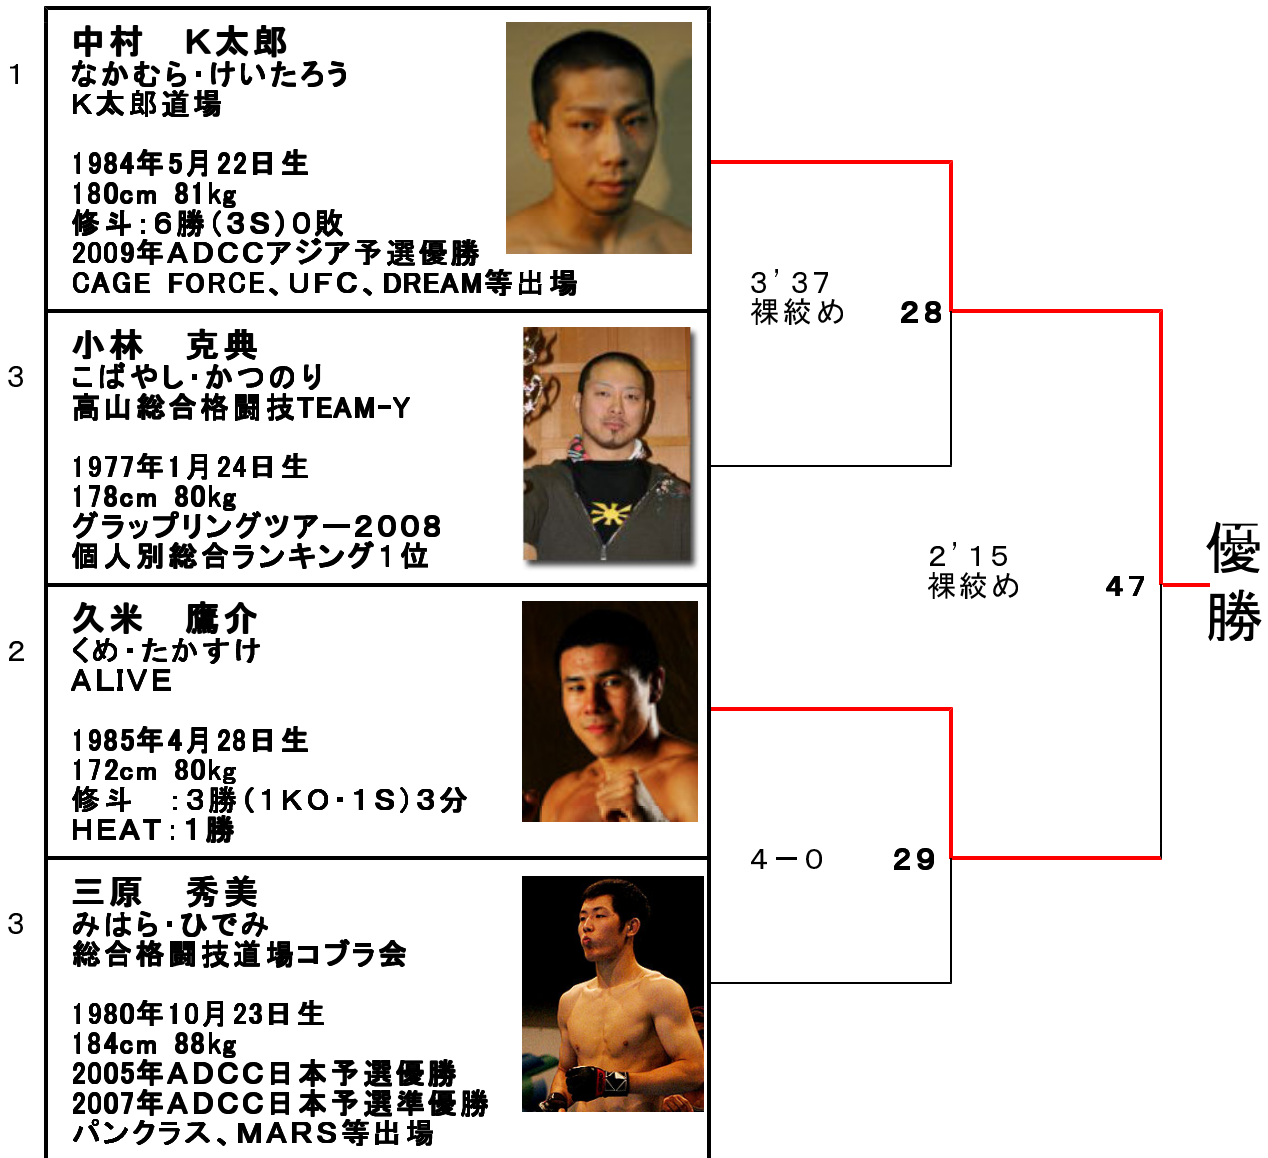 1
中村　K太郎
なかむら・けいたろう
K太郎道場
1984年5月22日生
180cm 81kg
修斗：6勝（3S）0敗
2009年ADCCアジア予選優勝
CAGE FORCE、UFC、DREAM等出場
3
小林　克典
こばやし・かつのり
高山総合格闘技TEAM-Y
1977年1月24日生
178cm 80kg
グラップリングツアー2008
個人別総合ランキング1位
2
久米　鷹介
くめ・たかすけ
ALIVE
1985年4月28日生
172cm 80kg
修斗　：3勝（1KO・1S）3分
HEAT：1勝
3
三原　秀美
みはら・ひでみ
総合格闘技道場コブラ会
1980年10月23日生
184cm 88kg
2005年ADCC日本予選優勝
2007年ADCC日本予選準優勝
パンクラス、MARS等出場
3’37
裸絞め
28
2’15
裸絞め
47
4－0
29
優勝